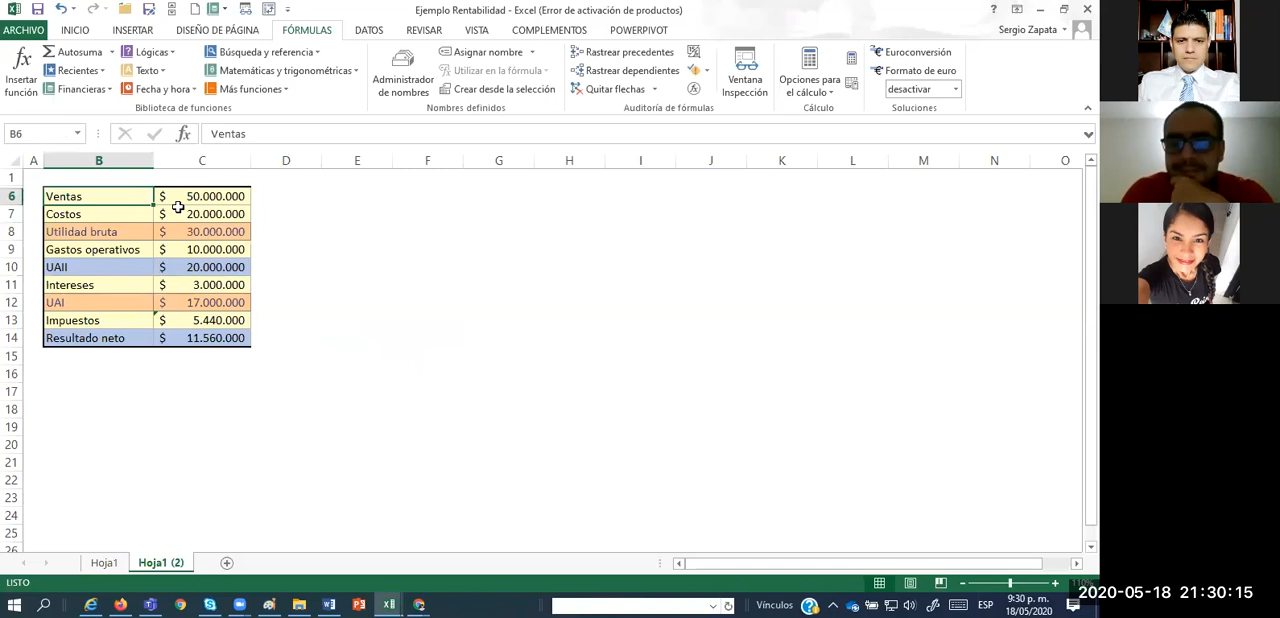 Ejemplo Rentabilidad - Excel (Error de activación de productos)
ARCHIVO INICIO INSERTAR DISEÑO DE PÁGINA FÓRMULAS DATOS REVISAR VISTA COMPLEMENTOS POWERPIVOT Sergio Zapata
Autosuma Lógicas Búsqueda y referencia Asignar nombre Rastrear precedentes Euroconversión
Recientes Texto Matemáticas y trigonométricas Utilizar en la fórmula Rastrear dependientes Formato de euro
Financieras Fecha y hora Más funciones Crear desde la selección Quitar flechas desactivar
Insertar función
Administrador de nombres
Ventana Inspección
Opciones para el cálculo
Biblioteca de funciones Nombres definidos Auditoría de fórmulas Cálculo Soluciones
B6 fx Ventas
A B C D E F G H I J K L M N O
1
6 Ventas $ 50.000.000
7 Costos $ 20.000.000
8 Utilidad bruta $ 30.000.000
9 Gastos operativos $ 10.000.000
10 UAII $ 20.000.000
11 Intereses $ 3.000.000
12 UAI $ 17.000.000
13 Impuestos $ 5.440.000
14 Resultado neto $ 11.560.000
15
16
17
18
19
20
21
22
23
24
25
26
Hoja1 Hoja1 (2)
LISTO
Vínculos ESP 9:30 p. m.
18/05/2020
2020-05-18 21:30:15